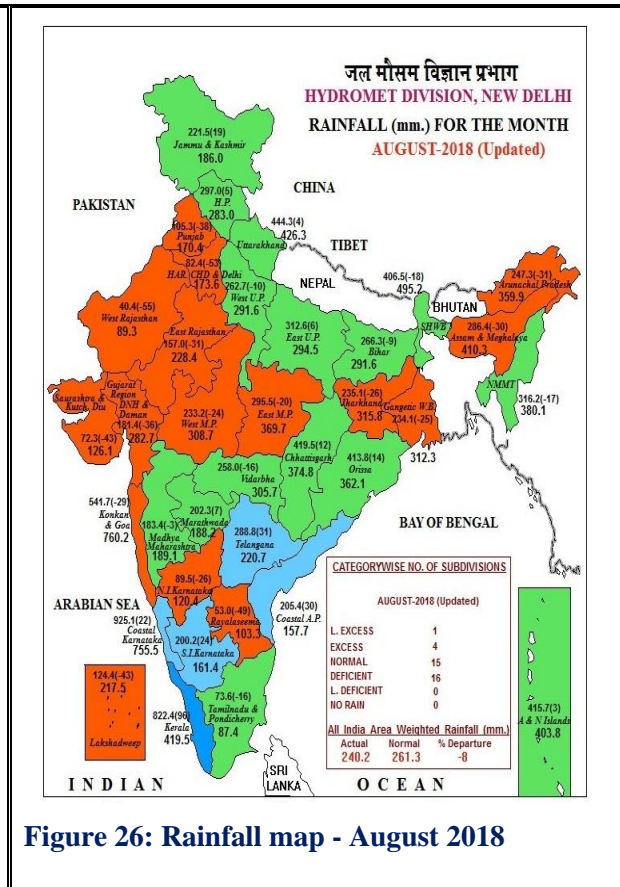 जल मौसम विज्ञान प्रभाग
HYDROMET DIVISION, NEW DELHI
RAINFALL (mm.) FOR THE MONTH
AUGUST-2018 (Updated)
221.5(19)
Jammu & Kashmir
186.0
CHINA
PAKISTAN
297.0(5)
H.P.
283.0
444.3(4)
426.3
Uttarakhand
TIBET
105.3(-38)
Punjab
170.4
82.4(-53)
HAR. CHD & Delhi
173.6
262.7(-10)
West U.P.
291.6
NEPAL
406.5(-18)
495.2
BHUTAN
247.3(-31)
Arunachal Pradesh
359.9
40.4(-55)
West Rajasthan
89.3
East Rajasthan
157.0(-31)
228.4
312.6(6)
East U.P.
294.5
266.3(-9)
Bihar
291.6
SHWB
286.4(-30)
Assam & Meghalaya
410.3
NMMT
316.2(-17)
380.1
Gujarat
Region
DNH &
Daman
181.4(-36)
282.7
Saurashtra &
Kutch, Diu
72.3(-43)
126.1
233.2(-24)
West M.P.
308.7
295.5(-20)
East M.P.
369.7
235.1(-26)
Jharkhand
315.8
Gangetic W.B.
234.1(-25)
312.3
419.5(12)
Chhattisgarh
374.8
413.8(14)
Orissa
362.1
258.0(-16)
Vidarbha
305.7
541.7(-29)
Konkan
& Goa
760.2
183.4(-3)
Madhya
Maharashtra
189.1
202.3(7)
Marathwada
188.2
288.8(31)
Telangana
220.7
BAY OF BENGAL
ARABIAN SEA
89.5(-26)
N.I.Karnataka
120.4
53.0(-49)
Rayalaseema
103.3
205.4(30)
Coastal A.P.
157.7
925.1(22)
Coastal
Karnataka
755.5
200.2(24)
S.I.Karnataka
161.4
CATEGORYWISE NO. OF SUBDIVISIONS
AUGUST-2018 (Updated)
L. EXCESS 1
EXCESS 4
NORMAL 15
DEFICIENT 16
L. DEFICIENT 0
NO RAIN 0
All India Area Weighted Rainfall (mm.)
Actual Normal % Departure
240.2 261.3 -8
124.4(-43)
217.5
Lakshadweep
822.4(96)
Kerala
419.5
73.6(-16)
Tamilnadu &
Pondicherry
87.4
415.7(3)
A & N Islands
403.8
SRI
LANKA
INDIAN OCEAN
Figure 26: Rainfall map - August 2018